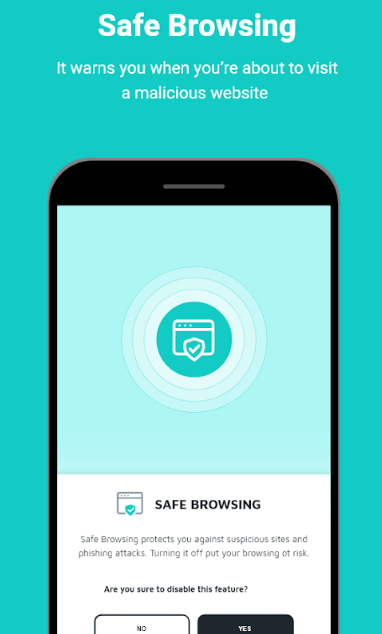 Safe Browsing
It warns you when you’re about to visit
a malicious website
SAFE BROWSING
Safe Browsing protects you against suspicious sites and
phishing attacks. Turning it off put your browsing at risk.
Are you sure to disable this feature?
NO
YES